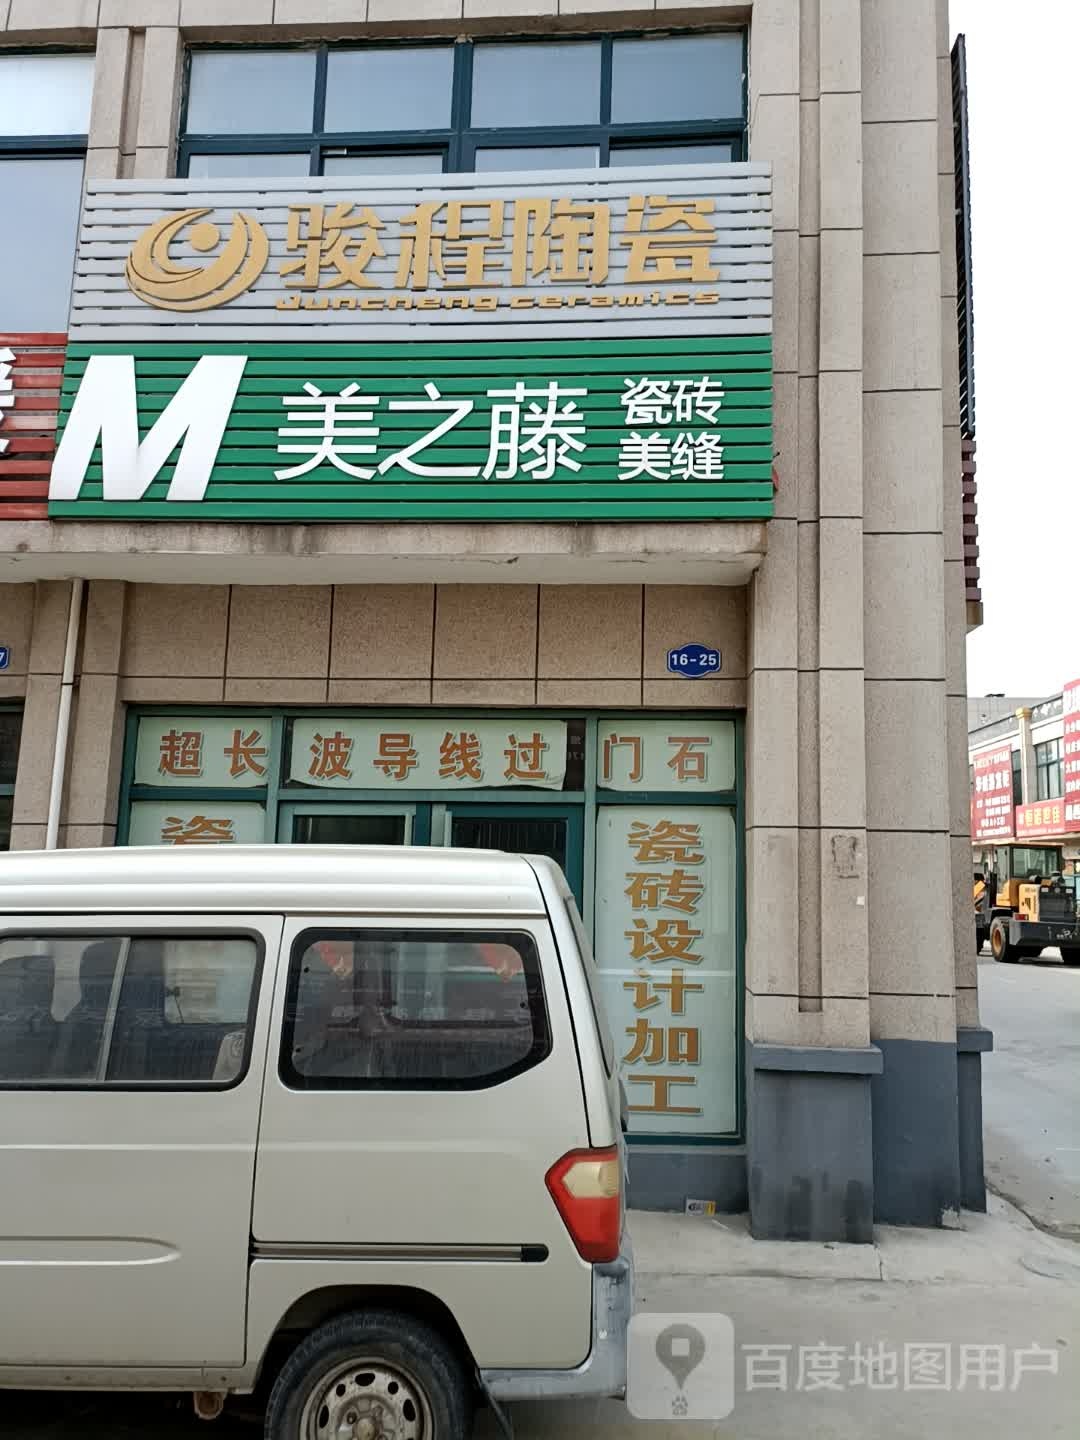 骏程陶瓷
Juncheng ceramics
M 美之藤 瓷砖
美缝
16-25
超长 波导线过 门石
瓷
瓷砖设计加工
百度地图用户